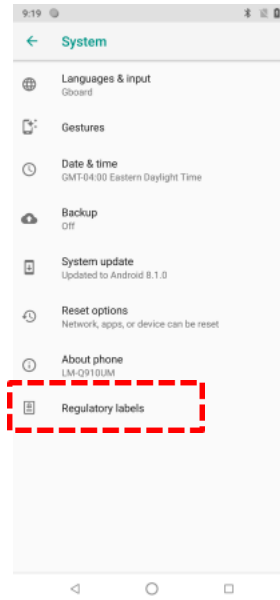 9:19
System
Languages & input
Gboard
Gestures
Date & time
GMT-04:00 Eastern Daylight Time
Backup
Off
System update
Updated to Android 8.1.0
Reset options
Network, apps, or device can be reset
About phone
LM-Q910UM
Regulatory labels